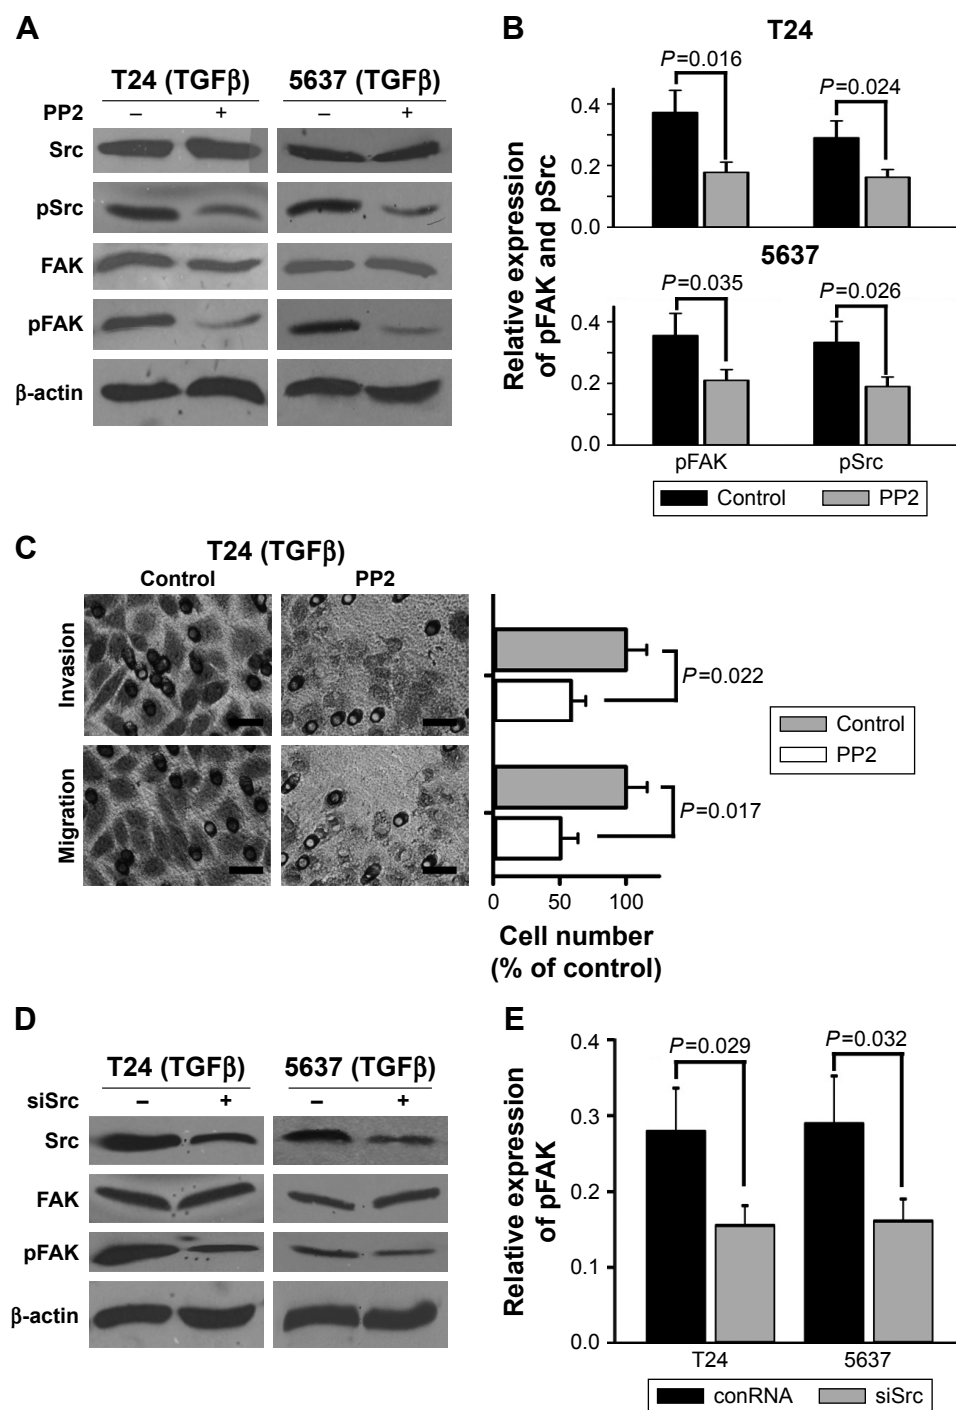 A
T24 (TGFβ) 5637 (TGFβ)
PP2 – + – +
Src
pSrc
FAK
pFAK
β-actin
B
T24
P=0.016
P=0.024
0.4
0.2
0.0
5637
P=0.035
P=0.026
0.4
0.2
0.0
Relative expression
of pFAK and pSrc
pFAK pSrc
Control PP2
C
T24 (TGFβ)
Control PP2
Invasion
Migration
P=0.022
P=0.017
Control
PP2
0 50 100
Cell number
(% of control)
D
T24 (TGFβ) 5637 (TGFβ)
siSrc – + – +
Src
FAK
pFAK
β-actin
E
P=0.029
P=0.032
0.4
0.3
0.2
0.1
0.0
Relative expression
of pFAK
T24 5637
conRNA siSrc